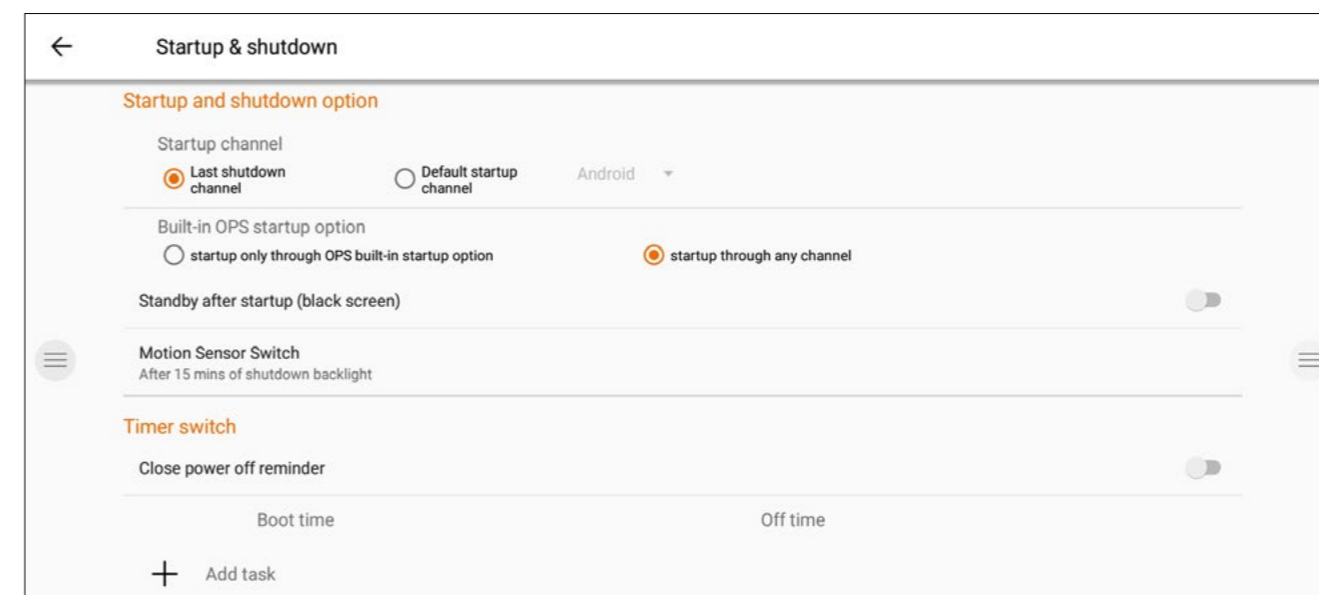 Startup & shutdown
Startup and shutdown option
Startup channel
Last shutdown channel
Default startup channel
Android
Built-in OPS startup option
startup only through OPS built-in startup option
startup through any channel
Standby after startup (black screen)
Motion Sensor Switch
After 15 mins of shutdown backlight
Timer switch
Close power off reminder
Boot time
Off time
Add task